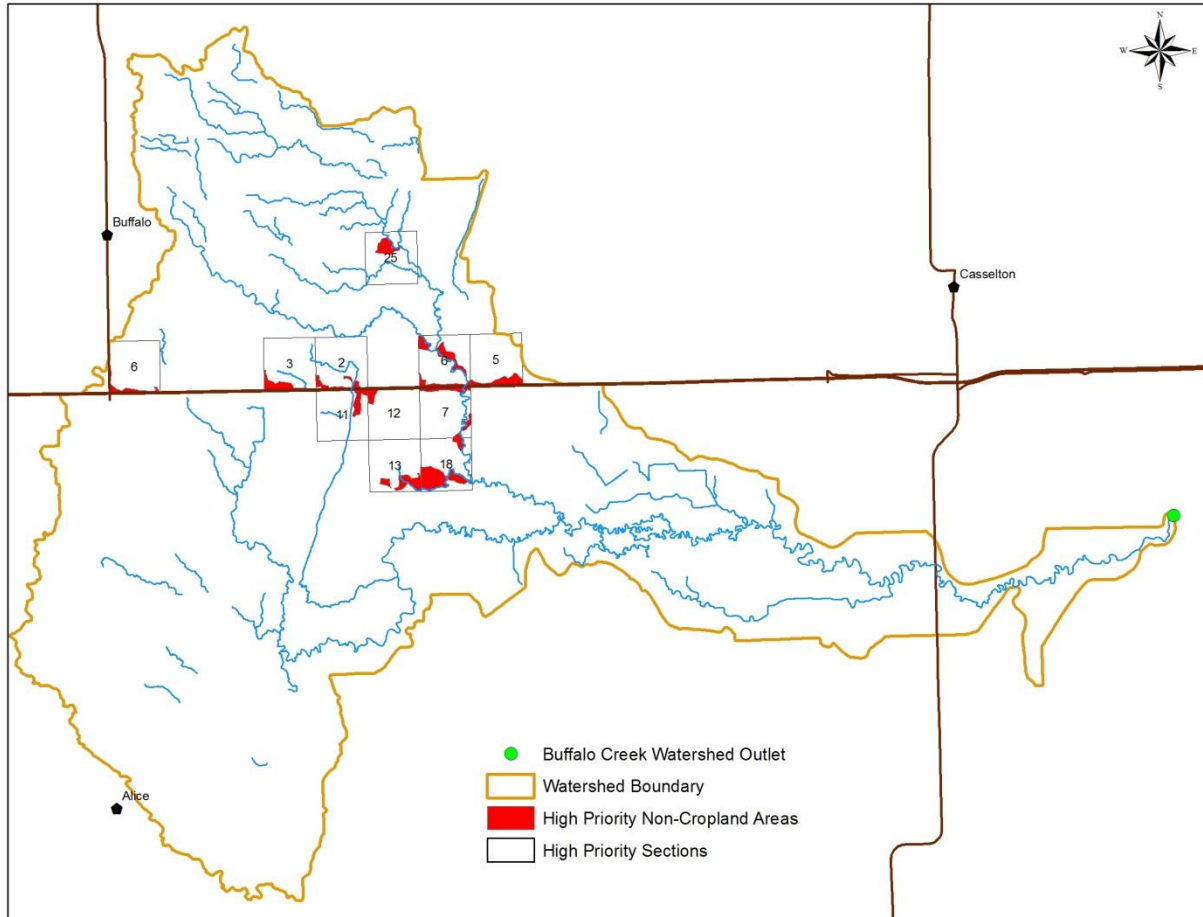 N
W E
S
Buffalo
25
Casselton
6
3
2
6
5
11
12
7
13
18
Buffalo Creek Watershed Outlet
Watershed Boundary
High Priority Non-Cropland Areas
High Priority Sections
Alice